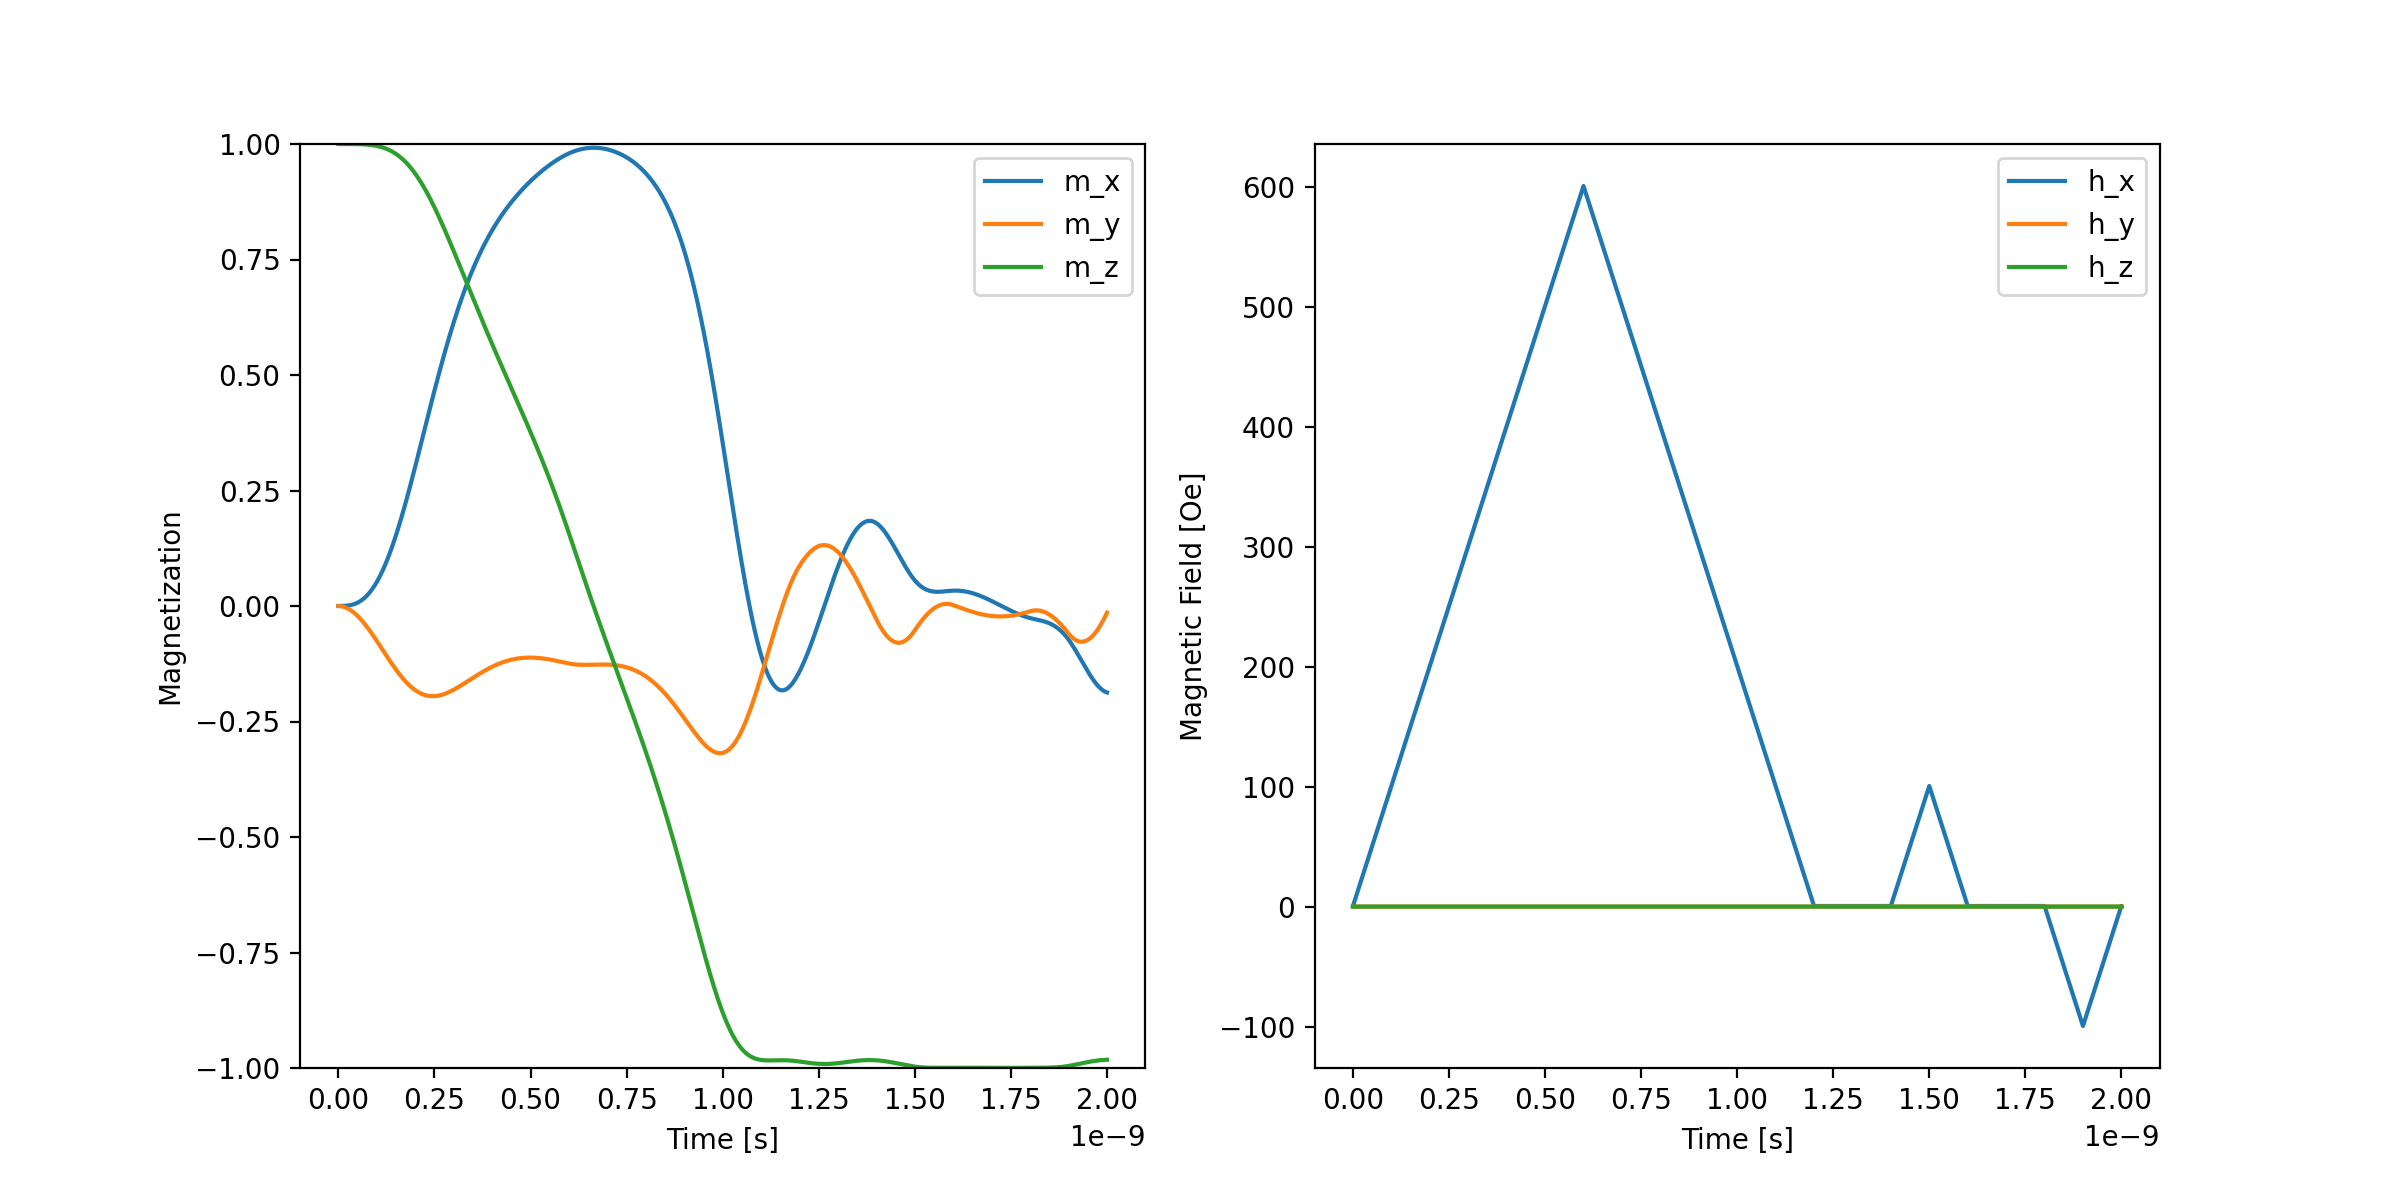 1.00
0.75
0.50
0.25
0.00
−0.25
−0.50
−0.75
−1.00
Magnetization
m_x
m_y
m_z
0.00 0.25 0.50 0.75 1.00 1.25 1.50 1.75 2.00
Time [s]
1e−9
600
500
400
300
200
100
0
−100
Magnetic Field [Oe]
h_x
h_y
h_z
0.00 0.25 0.50 0.75 1.00 1.25 1.50 1.75 2.00
Time [s]
1e−9